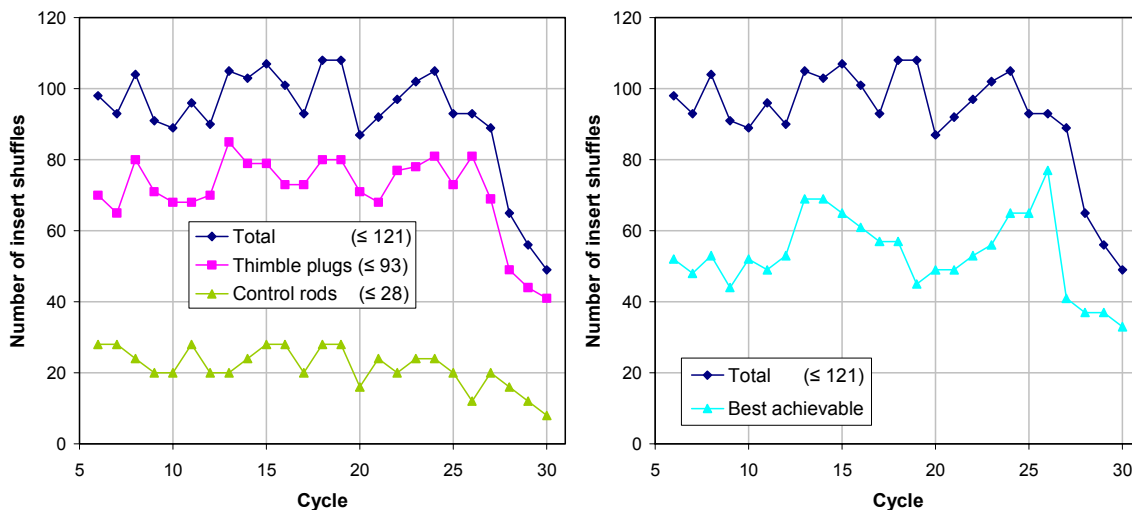 120
100
80
60
40
20
0
Number of insert shuffles
Total (≤ 121)
Thimble plugs (≤ 93)
Control rods (≤ 28)
5 10 15 20 25 30
Cycle
120
100
80
60
40
20
0
Number of insert shuffles
Total (≤ 121)
Best achievable
5 10 15 20 25 30
Cycle